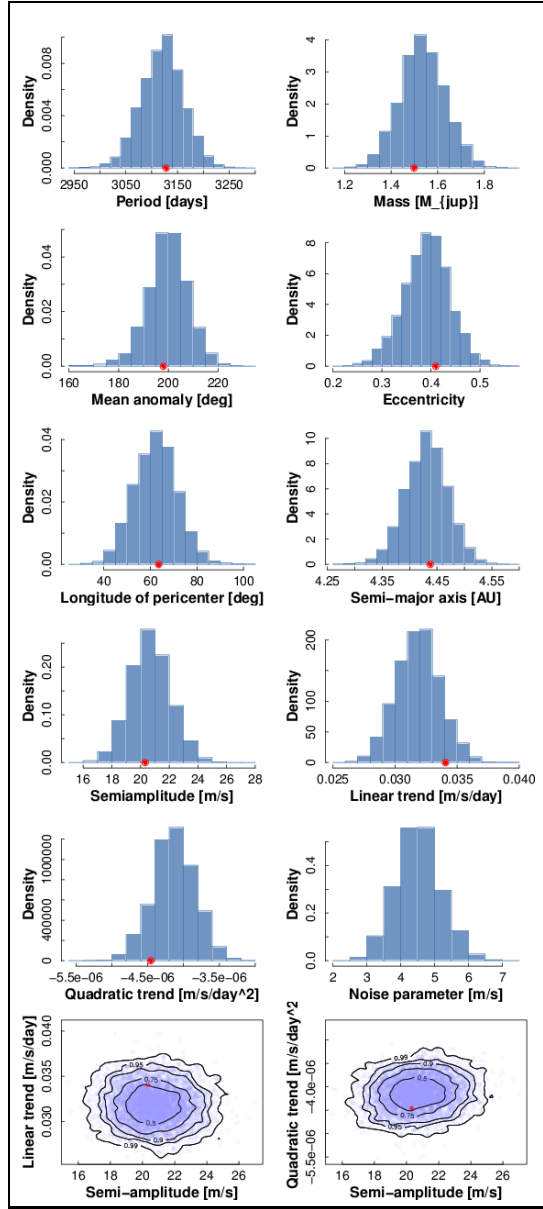 Density
0.000 0.004 0.008
2950 3050 3150 3250
Period [days]
Density
0 1 2 3 4
1.2 1.4 1.6 1.8
Mass [M_{jup}]
Density
0.00 0.02 0.04
160 180 200 220
Mean anomaly [deg]
Density
0 2 4 6 8
0.2 0.3 0.4 0.5
Eccentricity
Density
0.00 0.02 0.04
40 60 80 100
Longitude of pericenter [deg]
Density
0 2 4 6 8 10
4.25 4.35 4.45 4.55
Semi-major axis [AU]
Density
0.00 0.10 0.20
16 18 20 22 24 26 28
Semiamplitude [m/s]
Density
0 50 100 200
0.025 0.030 0.035 0.040
Linear trend [m/s/day]
Density
0 400000 1000000
-5.5e-06 -4.5e-06 -3.5e-06
Quadratic trend [m/s/day^2]
Density
0.0 0.2 0.4
2 3 4 5 6 7
Noise parameter [m/s]
Linear trend [m/s/day]
0.030 0.035 0.040
0.95 0.99 0.75 0.5 0.9 0.99
16 18 20 22 24 26
Semi-amplitude [m/s]
Quadratic trend [m/s/day^2
-5.5e-06 -4.0e-06
0.99 0.9 0.5 0.75 0.95
16 18 20 22 24 26
Semi-amplitude [m/s]